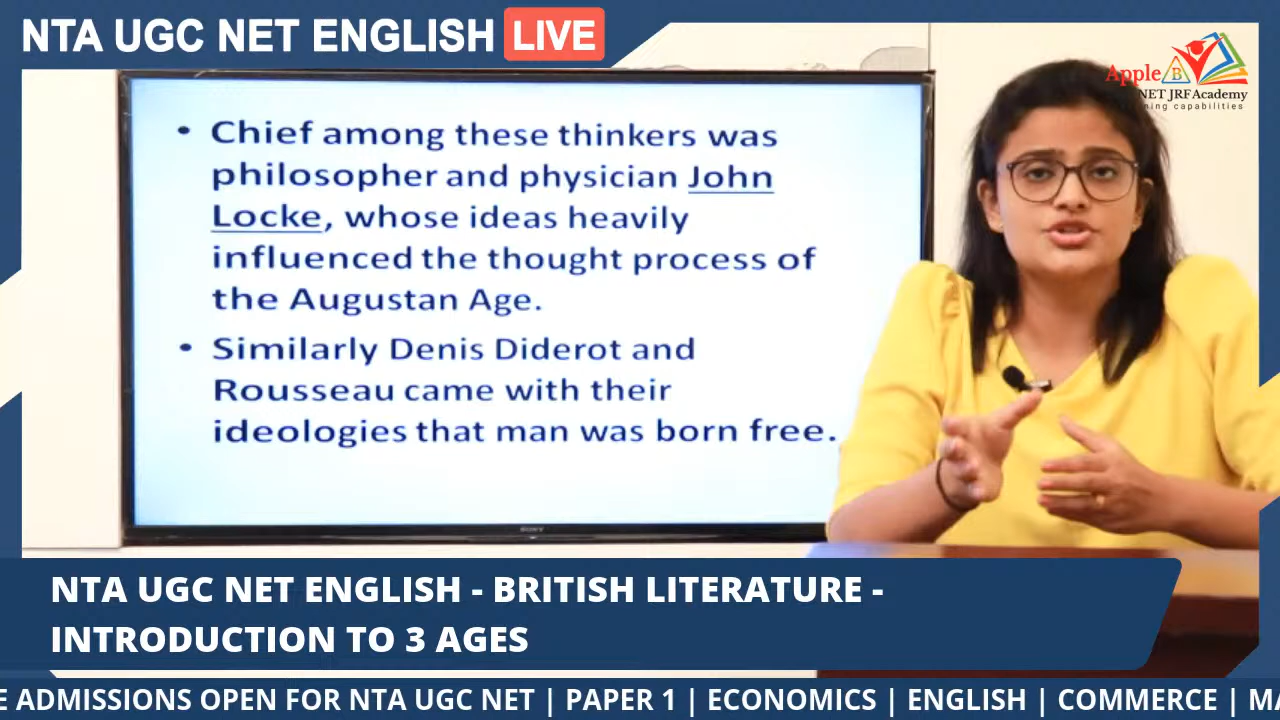 NTA UGC NET ENGLISH LIVE
Apple B
NET JRF Academy
capabilities
• Chief among these thinkers was
philosopher and physician John
Locke, whose ideas heavily
influenced the thought process of
the Augustan Age.
• Similarly Denis Diderot and
Rousseau came with their
ideologies that man was born free.
SONY
NTA UGC NET ENGLISH - BRITISH LITERATURE -
INTRODUCTION TO 3 AGES
ADMISSIONS OPEN FOR NTA UGC NET | PAPER 1 | ECONOMICS | ENGLISH | COMMERCE |